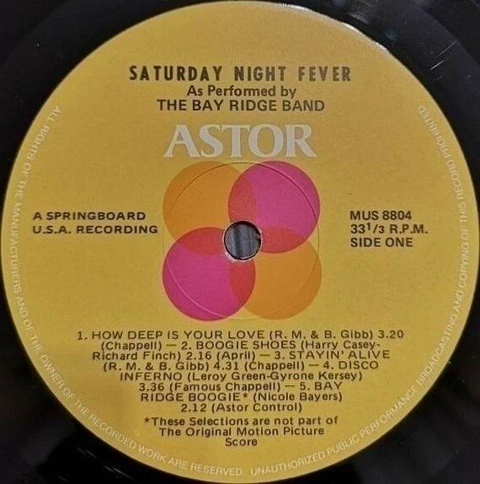 SATURDAY NIGHT FEVER
As Performed by
THE BAY RIDGE BAND
ASTOR
A SPRINGBOARD
U.S.A. RECORDING
MUS 8804
33¹/3 R.P.M.
SIDE ONE
1. HOW DEEP IS YOUR LOVE (R. M. & B. Gibb) 3.20
(Chappell) — 2. BOOGIE SHOES (Harry Casey-
Richard Finch) 2.16 (April) — 3. STAYIN' ALIVE
(R. M. & B. Gibb) 4.31 (Chappell) — 4. DISCO
INFERNO (Leroy Green-Gyrone Kersey)
3.36 (Famous Chappell) — 5. BAY
RIDGE BOOGIE* (Nicole Bayers)
2.12 (Astor Control)
*These Selections are not part of
The Original Motion Picture
Score
ALL RIGHTS OF THE MANUFACTURERS AND OF THE OWNER OF THE RECORDED WORK ARE RESERVED. UNAUTHORIZED PUBLIC PERFORMANCE BROADCASTING AND COPYING OF THIS RECORD PROHIBITED